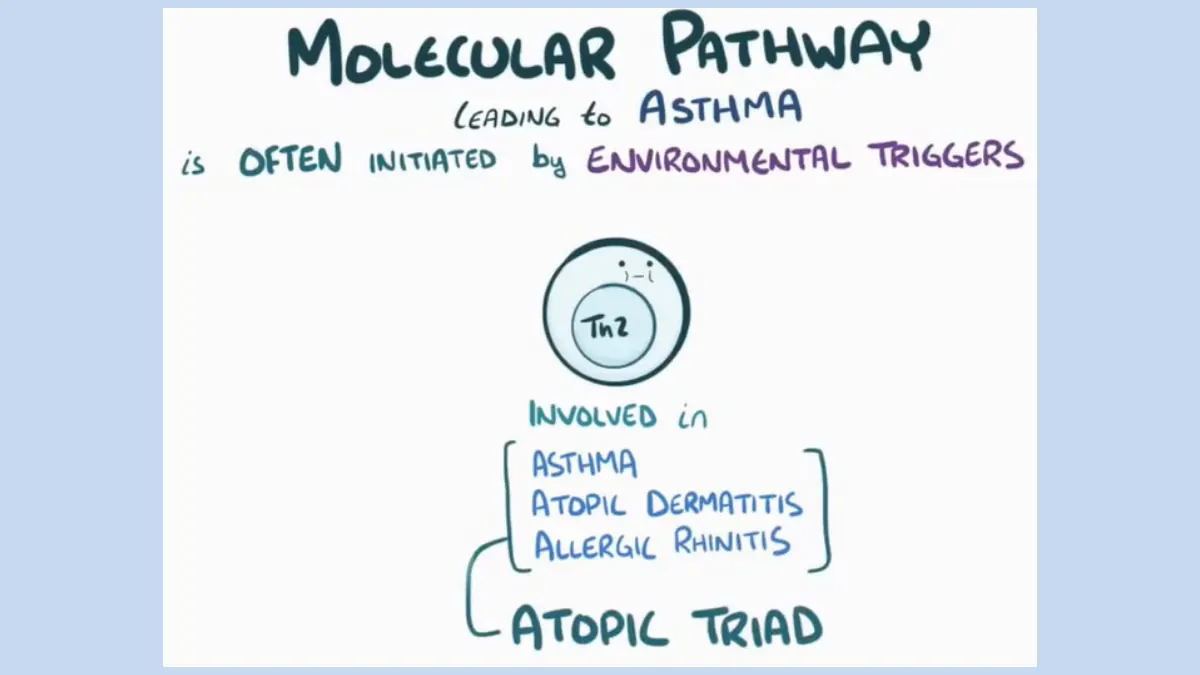 MOLECULAR PATHWAY
LEADING to ASTHMA
is OFTEN INITIATED by ENVIRONMENTAL TRIGGERS
Th2
INVOLVED in
ASTHMA
ATOPIC DERMATITIS
ALLERGIC RHINITIS
ATOPIC TRIAD